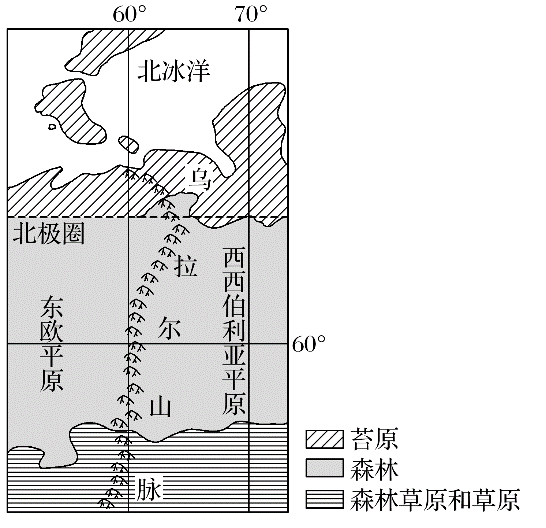 60° 70°
北冰洋
乌拉尔山脉
北极圈
东欧平原
西西伯利亚平原
60°
苔原
森林
森林草原和草原